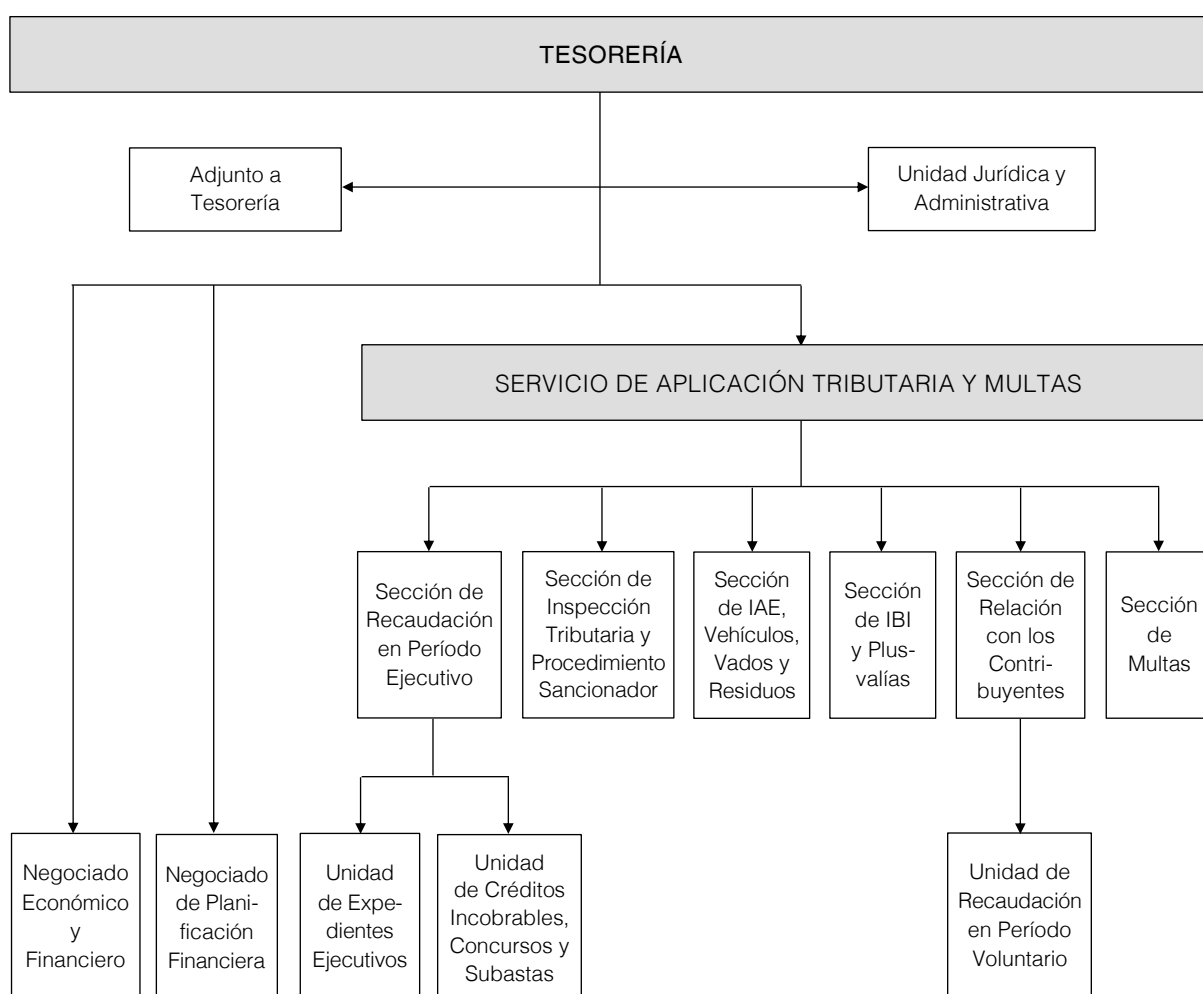 TESORERÍA
Adjunto a
Tesorería
Unidad Jurídica y
Administrativa
SERVICIO DE APLICACIÓN TRIBUTARIA Y MULTAS
Sección de
Recaudación
en Período
Ejecutivo
Sección de
Inspección
Tributaria y
Procedimiento
Sancionador
Sección
de IAE,
Vehículos,
Vados y
Residuos
Sección
de IBI
y Plus-
valías
Sección de
Relación
con los
Contri-
buyentes
Sección
de
Multas
Negociado
Económico
y
Financiero
Negociado
de Plani-
ficación
Financiera
Unidad
de Expe-
dientes
Ejecutivos
Unidad
de Créditos
Incobrables,
Concursos y
Subastas
Unidad de
Recaudación
en Período
Voluntario